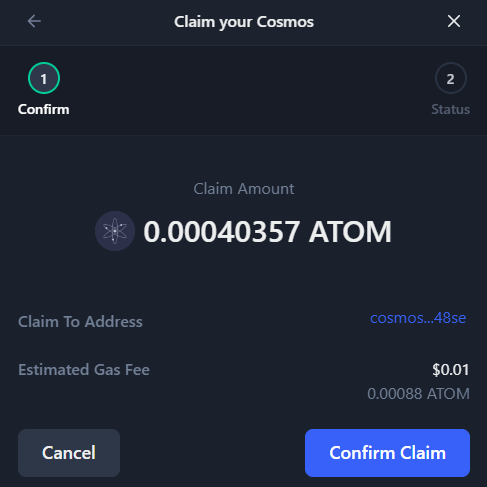 Claim your Cosmos
1
2
Confirm
Status
Claim Amount
0.00040357 ATOM
Claim To Address
cosmos...48se
Estimated Gas Fee
$0.01
0.00088 ATOM
Cancel
Confirm Claim